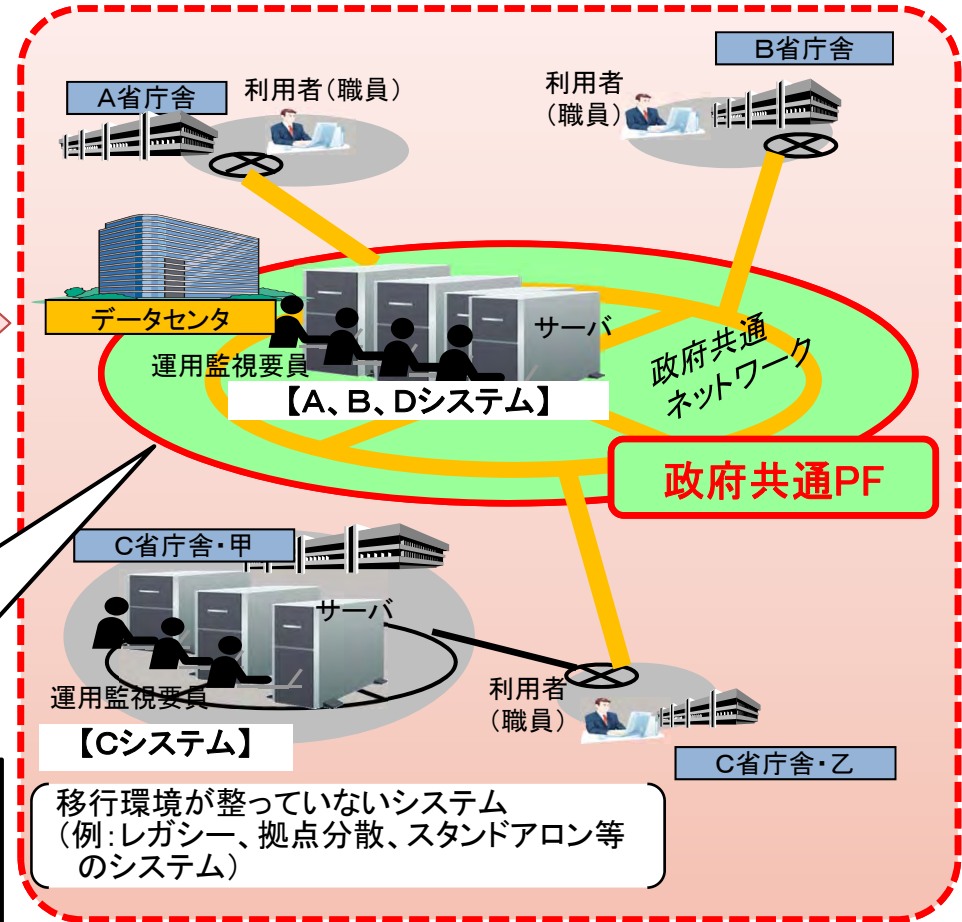 B省庁舎
A省庁舎
利用者(職員)
利用者
(職員)
データセンタ
サーバ
運用監視要員
政府共通
ネットワーク
【A、B、Dシステム】
政府共通PF
C省庁舎・甲
サーバ
運用監視要員
利用者
(職員)
【Cシステム】
C省庁舎・乙
移行環境が整っていないシステム
(例:レガシー、拠点分散、スタンドアロン等
のシステム)